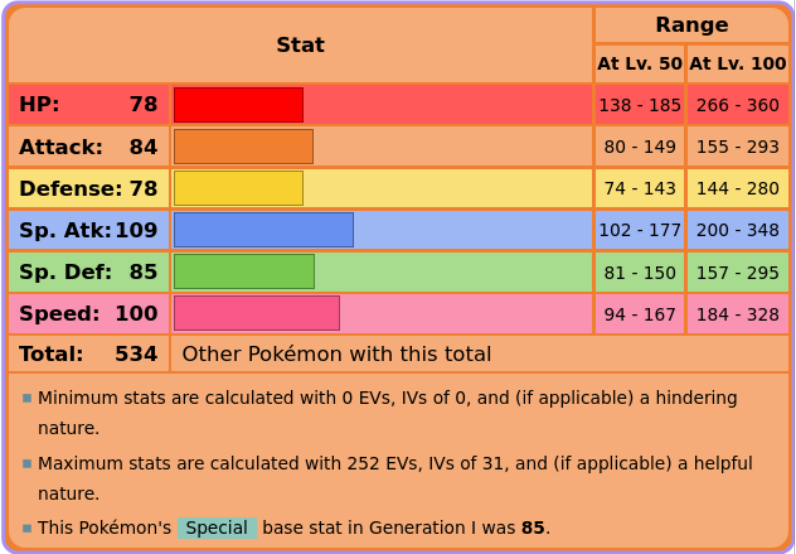 Stat Range
At Lv. 50 At Lv. 100
HP: 78 138 - 185 266 - 360
Attack: 84 80 - 149 155 - 293
Defense: 78 74 - 143 144 - 280
Sp. Atk: 109 102 - 177 200 - 348
Sp. Def: 85 81 - 150 157 - 295
Speed: 100 94 - 167 184 - 328
Total: 534 Other Pokémon with this total
Minimum stats are calculated with 0 EVs, IVs of 0, and (if applicable) a hindering
nature.
Maximum stats are calculated with 252 EVs, IVs of 31, and (if applicable) a helpful
nature.
This Pokémon's Special base stat in Generation I was 85.